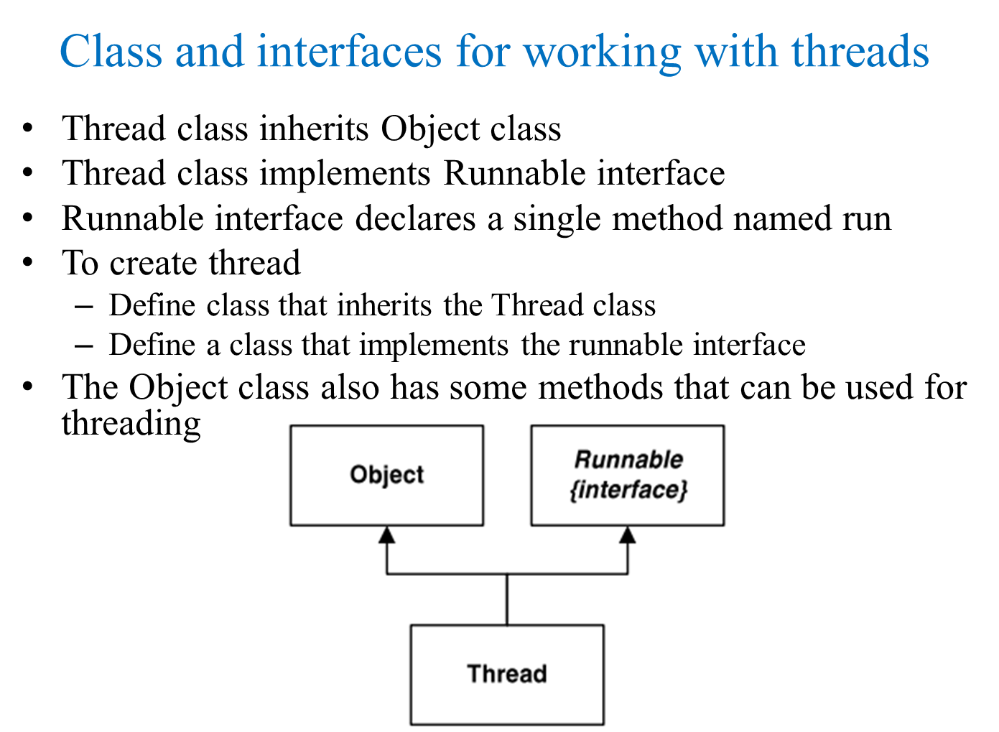 Class and interfaces for working with threads
• Thread class inherits Object class
• Thread class implements Runnable interface
• Runnable interface declares a single method named run
• To create thread
– Define class that inherits the Thread class
– Define a class that implements the runnable interface
• The Object class also has some methods that can be used for
threading
Object
Runnable
{interface}
Thread